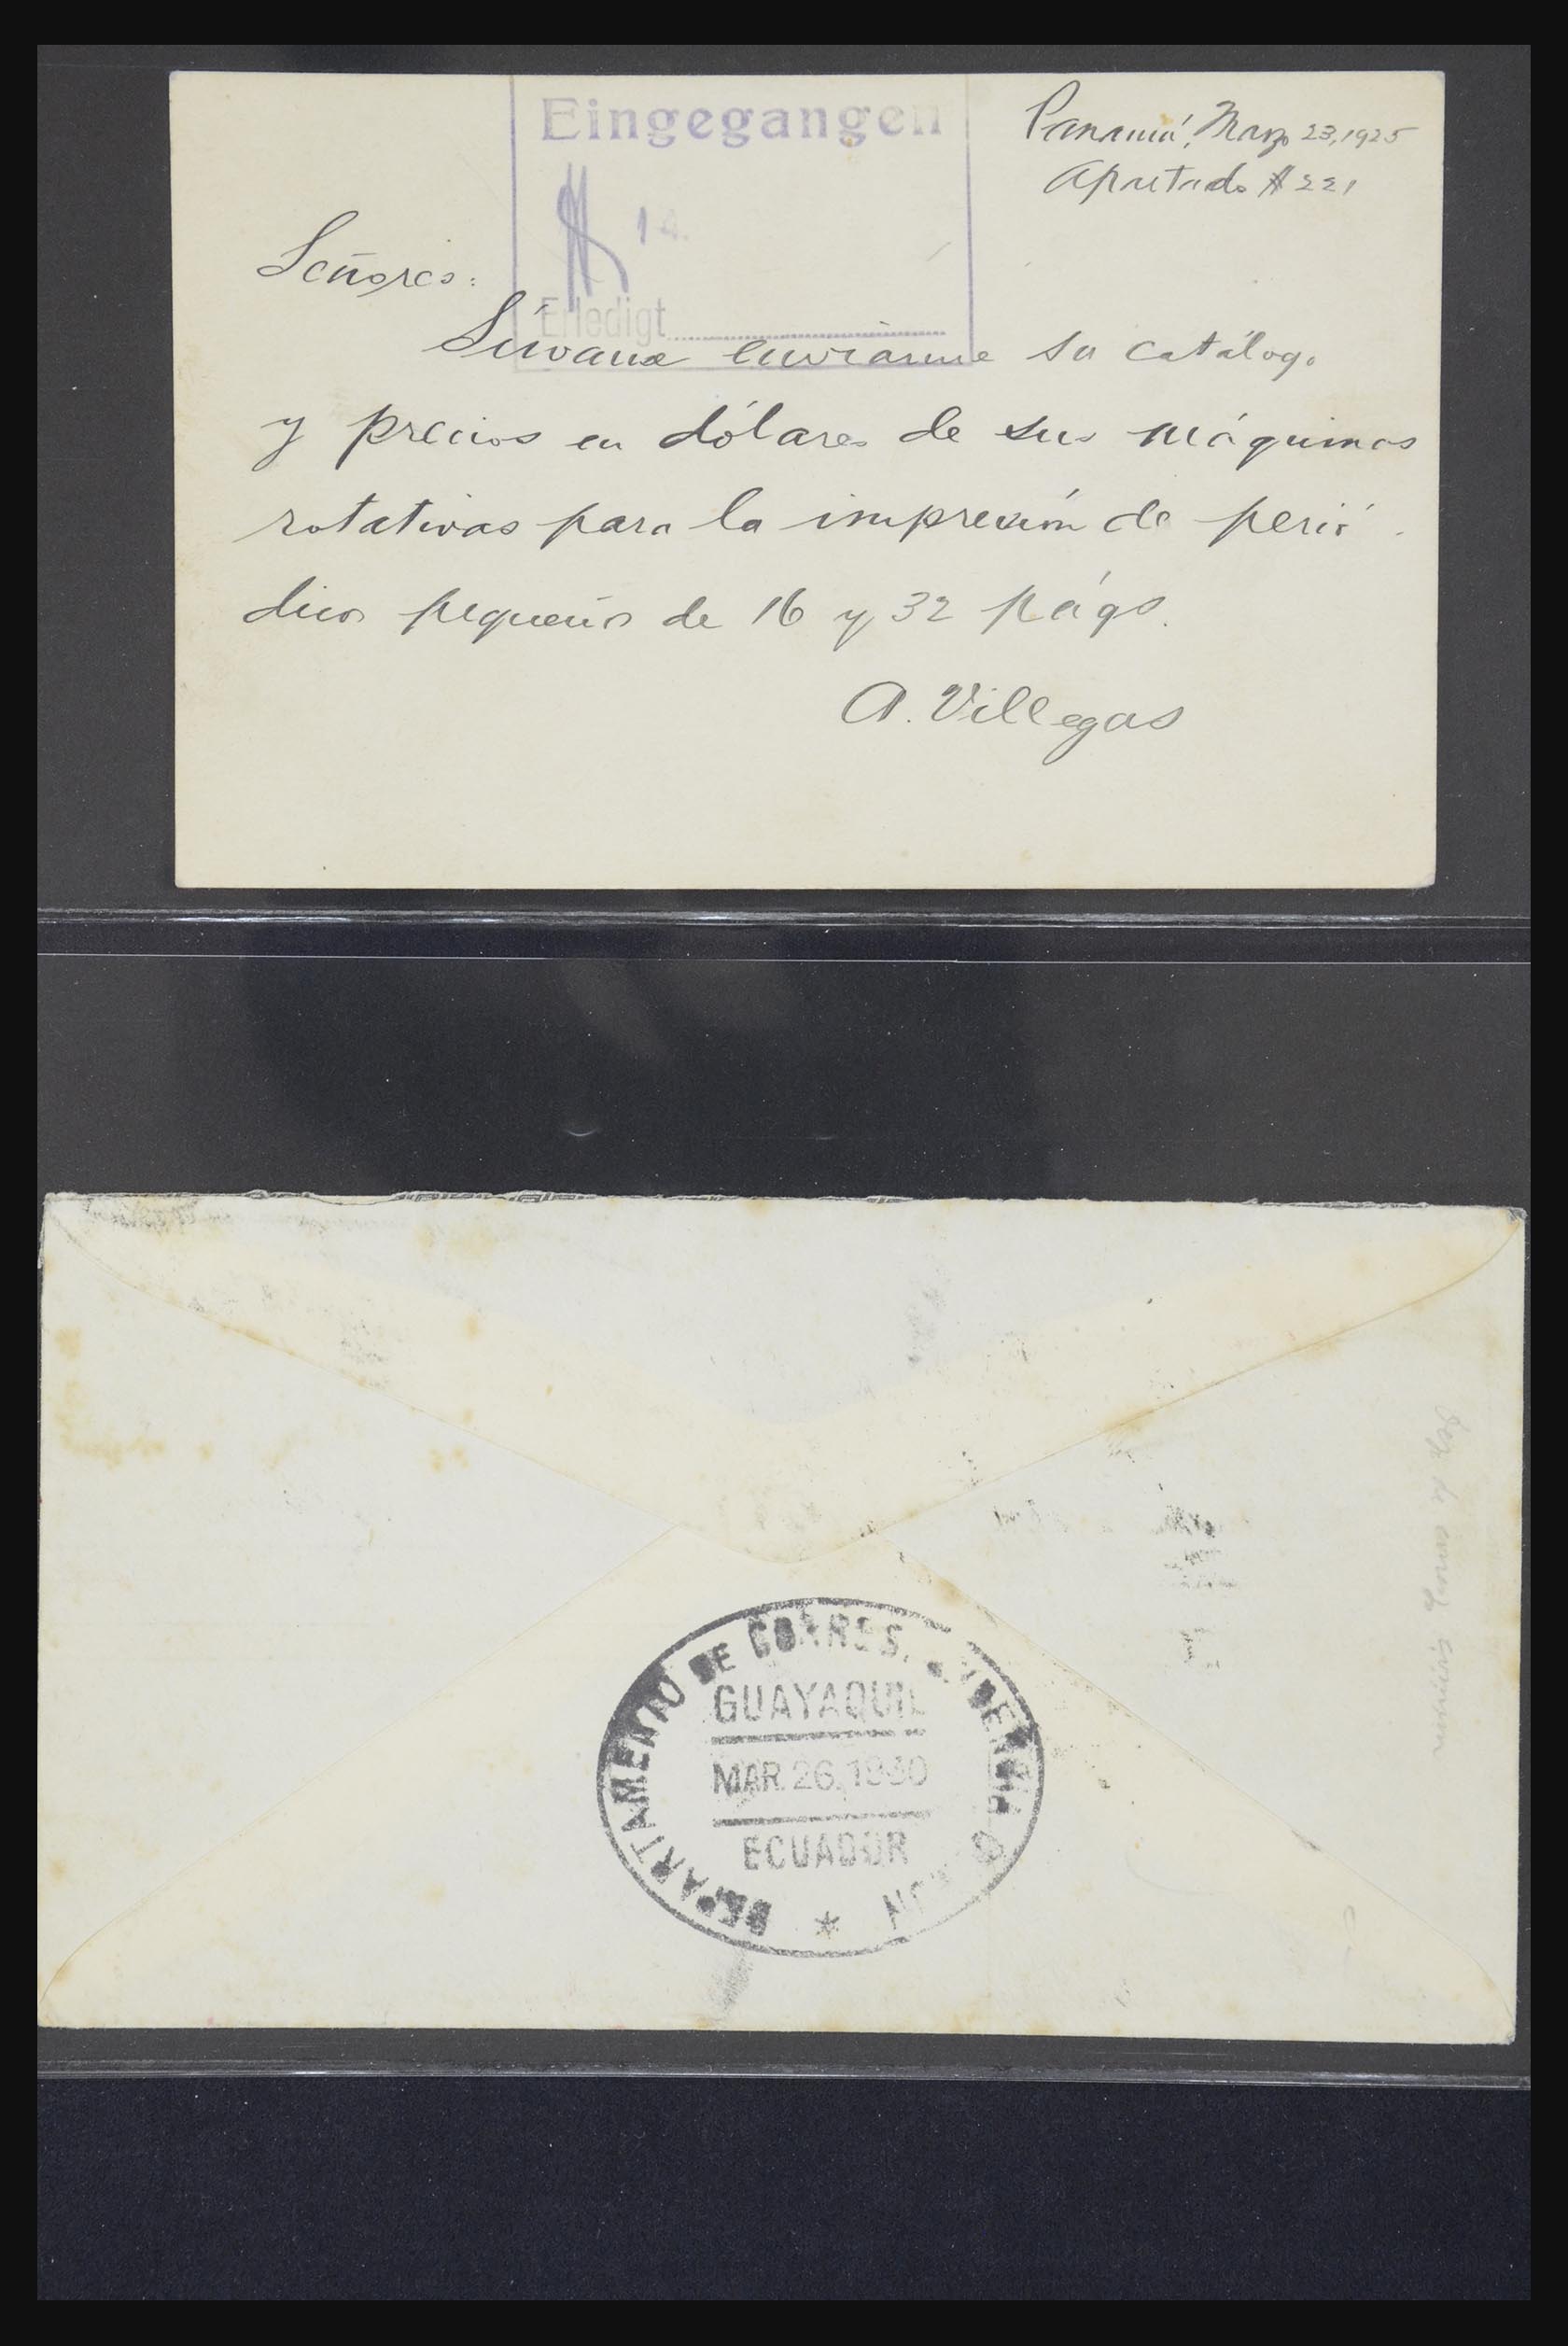 Eingegangen
Panamá, Marzo 23, 1925
Apartado # 221
14.
Señores:
Erledigt
Sírvanse enviarme su catálogo
y precios en dólares de sus máquinas
rotativas para la impresión de perió-
dicos pequeños de 16 y 32 págs.
A. Villegas
DEPARTAMENTO DE CORRES.
GUAYAQUIL
MAR. 26. 1930
ECUADOR